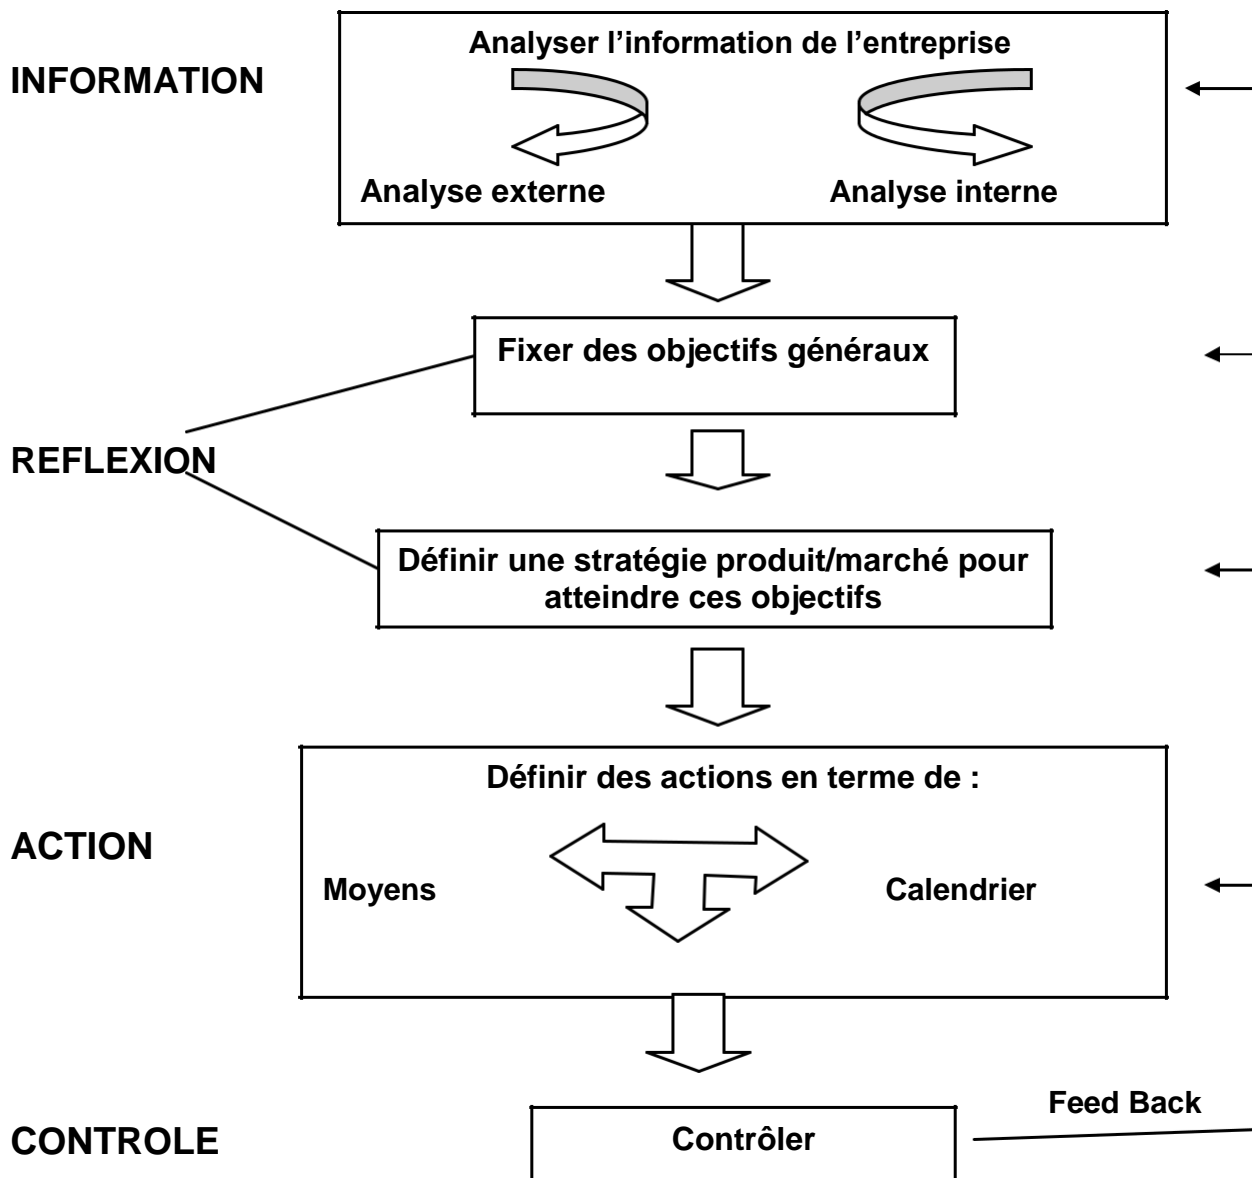 Analyser l’information de l’entreprise
INFORMATION
Analyse externe
Analyse interne
Fixer des objectifs généraux
REFLEXION
Définir une stratégie produit/marché pour
atteindre ces objectifs
Définir des actions en terme de :
ACTION
Moyens
Calendrier
Feed Back
CONTROLE
Contrôler